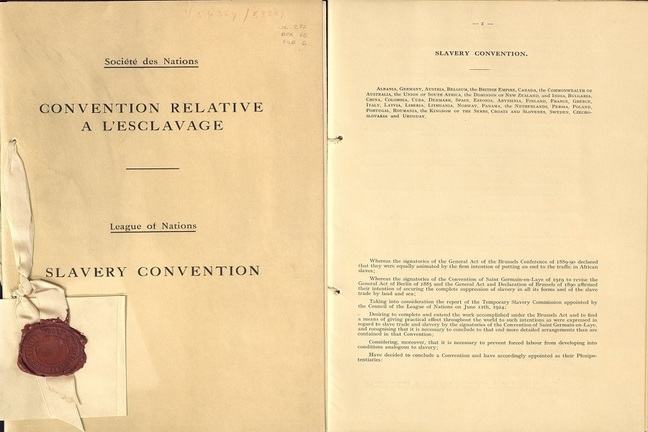 Société des Nations
CONVENTION RELATIVE
A L'ESCLAVAGE
League of Nations
SLAVERY CONVENTION
— 2 —
SLAVERY CONVENTION.
ALBANIA, GERMANY, AUSTRIA, BELGIUM, the BRITISH EMPIRE, CANADA, the COMMONWEALTH OF
AUSTRALIA, the UNION OF SOUTH AFRICA, the DOMINION OF NEW ZEALAND, and INDIA, BULGARIA,
CHINA, COLOMBIA, CUBA, DENMARK, SPAIN, ESTONIA, ABYSSINIA, FINLAND, FRANCE, GREECE,
ITALY, LATVIA, LIBERIA, LITHUANIA, NORWAY, PANAMA, the NETHERLANDS, PERSIA, POLAND,
PORTUGAL, ROUMANIA, the KINGDOM OF THE SERBS, CROATS AND SLOVENES, SWEDEN, CZECHO-
SLOVAKIA and URUGUAY.
Whereas the signatories of the General Act of the Brussels Conference of 1889-90 declared
that they were equally animated by the firm intention of putting an end to the traffic in African
slaves;
Whereas the signatories of the Convention of Saint Germain-en-Laye of 1919 to revise the
General Act of Berlin of 1885 and the General Act and Declaration of Brussels of 1890 affirmed
their intention of securing the complete suppression of slavery in all its forms and of the slave
trade by land and sea;
Taking into consideration the report of the Temporary Slavery Commission appointed by
the Council of the League of Nations on June 12th, 1924;
Desiring to complete and extend the work accomplished under the Brussels Act and to find
a means of giving practical effect throughout the world to such intentions as were expressed in
regard to slave trade and slavery by the signatories of the Convention of Saint Germain-en-Laye,
and recognising that it is necessary to conclude to that end more detailed arrangements than are
contained in that Convention;
Considering, moreover, that it is necessary to prevent forced labour from developing into
conditions analogous to slavery;
Have decided to conclude a Convention and have accordingly appointed as their Plenipo-
tentiaries: